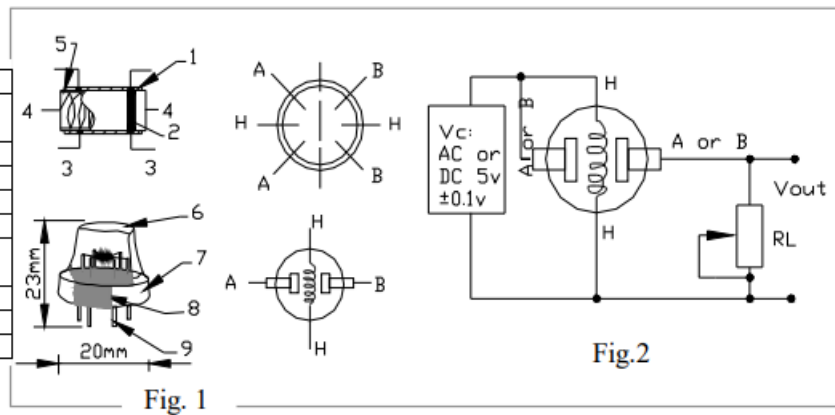 5
1
4
4
2
3
3
A
B
H
H
A
B
6
7
8
9
23mm
20mm
H
A
B
H
Fig. 1
Vc:
AC or
DC 5v
±0.1v
A or B
H
H
A or B
Vout
RL
Fig.2